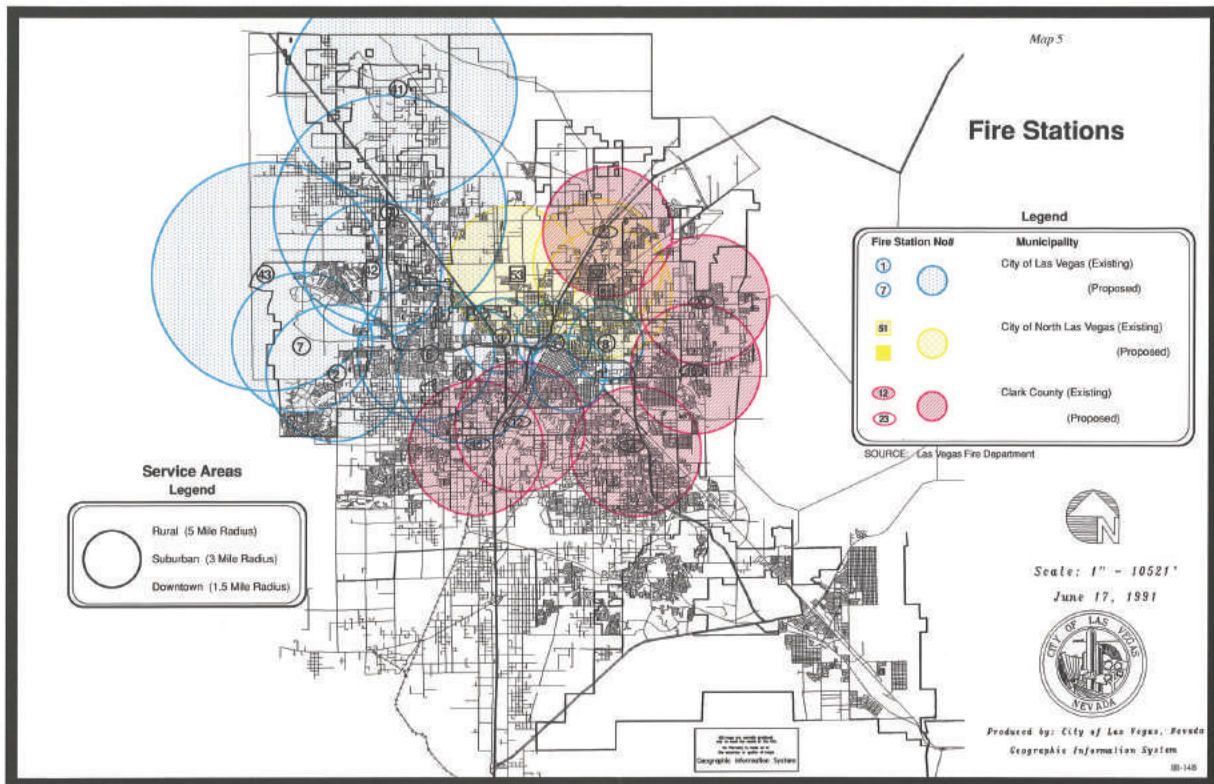 Map 5
Fire Stations
Legend
Fire Station No# Municipality
1 City of Las Vegas (Existing)
7 (Proposed)
51 City of North Las Vegas (Existing)
(Proposed)
12 Clark County (Existing)
23 (Proposed)
SOURCE: Las Vegas Fire Department
41
43
42
53
7
8
Service Areas
Legend
Rural (5 Mile Radius)
Suburban (3 Mile Radius)
Downtown (1.5 Mile Radius)
N
Scale: 1" - 10521'
June 17, 1991
CITY OF LAS VEGAS
NEVADA
Produced by: City of Las Vegas, Nevada
Geographic Information System
Geographic Information System